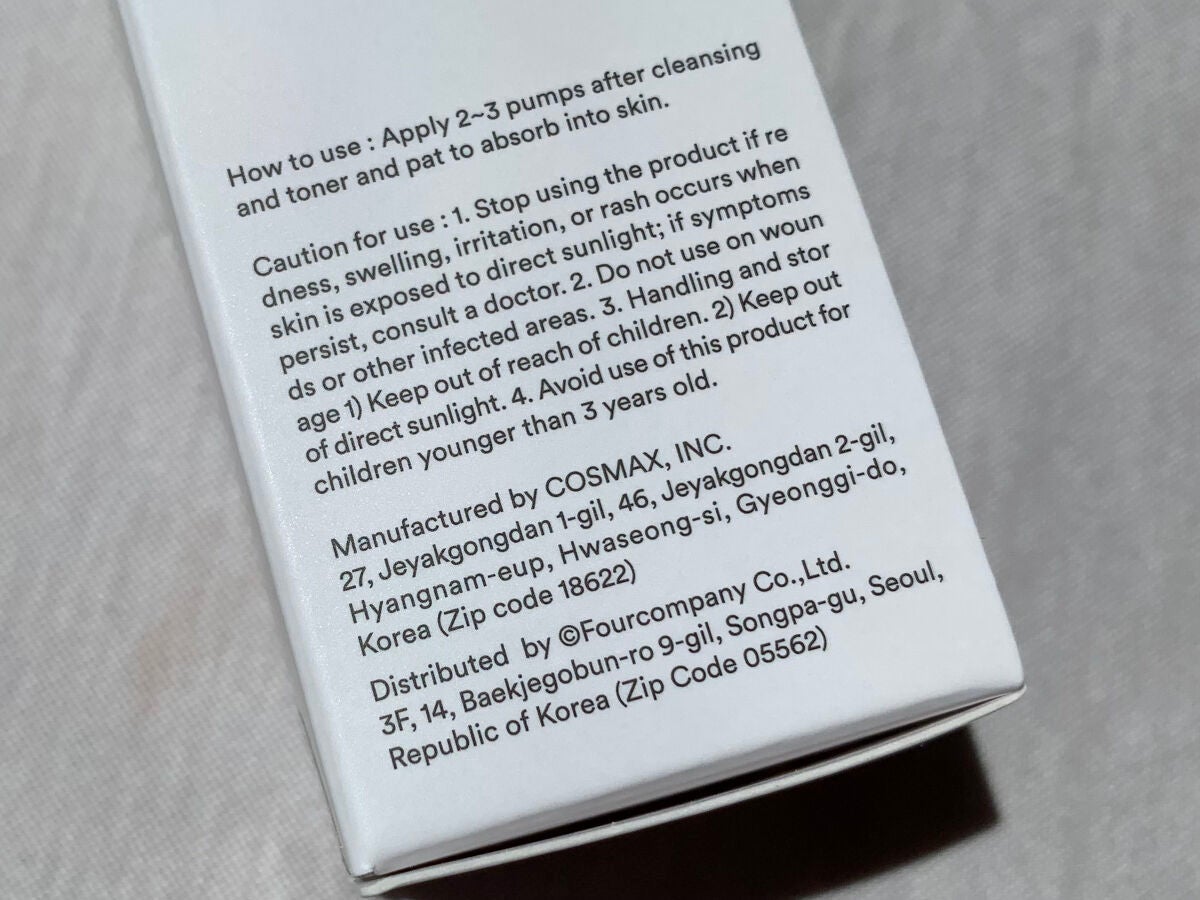 How to use : Apply 2~3 pumps after cleansing
and toner and pat to absorb into skin.
Caution for use : 1. Stop using the product if re
dness, swelling, irritation, or rash occurs when
skin is exposed to direct sunlight; if symptoms
persist, consult a doctor. 2. Do not use on woun
ds or other infected areas. 3. Handling and stor
age 1) Keep out of reach of children. 2) Keep out
of direct sunlight. 4. Avoid use of this product for
children younger than 3 years old.
Manufactured by COSMAX, INC.
27, Jeyakgongdan 1-gil, 46, Jeyakgongdan 2-gil,
Hyangnam-eup, Hwaseong-si, Gyeonggi-do,
Korea (Zip code 18622)
Distributed by ©Fourcompany Co.,Ltd.
3F, 14, Baekjegobun-ro 9-gil, Songpa-gu, Seoul,
Republic of Korea (Zip Code 05562)